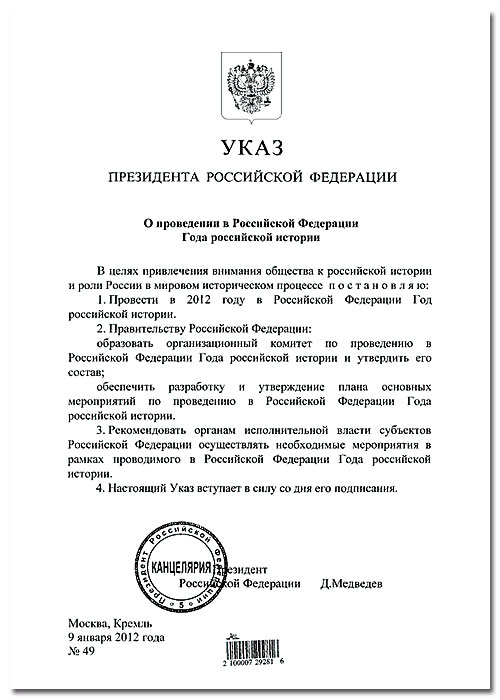 УКАЗ
ПРЕЗИДЕНТА РОССИЙСКОЙ ФЕДЕРАЦИИ
О проведении в Российской Федерации
Года российской истории
В целях привлечения внимания общества к российской истории
и роли России в мировом историческом процессе п о с т а н о в л я ю:
1. Провести в 2012 году в Российской Федерации Год
российской истории.
2. Правительству Российской Федерации:
образовать организационный комитет по проведению в
Российской Федерации Года российской истории и утвердить его
состав;
обеспечить разработку и утверждение плана основных
мероприятий по проведению в Российской Федерации Года
российской истории.
3. Рекомендовать органам исполнительной власти субъектов
Российской Федерации осуществлять необходимые мероприятия в
рамках проводимого в Российской Федерации Года российской
истории.
4. Настоящий Указ вступает в силу со дня его подписания.
Президент Российской Федерации
КАНЦЕЛЯРИЯ
5
Президент
Российской Федерации Д.Медведев
Москва, Кремль
9 января 2012 года
№ 49
2 100007 29281 6